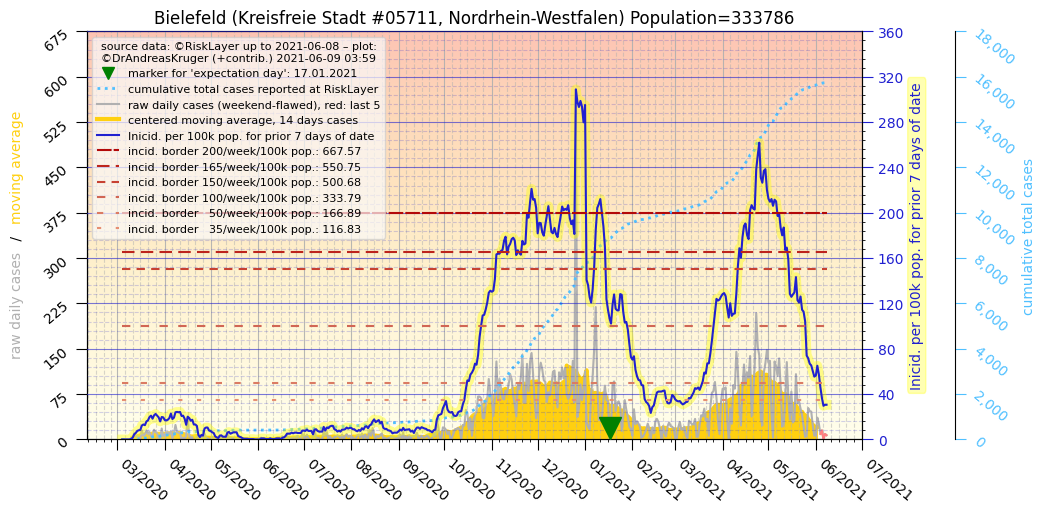 Bielefeld (Kreisfreie Stadt #05711, Nordrhein-Westfalen) Population=333786
source data: ©RiskLayer up to 2021-06-08 – plot:
©DrAndreasKruger (+contrib.) 2021-06-09 03:59
marker for 'expectation day': 17.01.2021
cumulative total cases reported at RiskLayer
raw daily cases (weekend-flawed), red: last 5
centered moving average, 14 days cases
Inicid. per 100k pop. for prior 7 days of date
incid. border 200/week/100k pop.: 667.57
incid. border 165/week/100k pop.: 550.75
incid. border 150/week/100k pop.: 500.68
incid. border 100/week/100k pop.: 333.79
incid. border   50/week/100k pop.: 166.89
incid. border   35/week/100k pop.: 116.83
raw daily cases / moving average
675
600
525
450
375
300
225
150
75
0
03/2020
04/2020
05/2020
06/2020
07/2020
08/2020
09/2020
10/2020
11/2020
12/2020
01/2021
02/2021
03/2021
04/2021
05/2021
06/2021
07/2021
360
320
280
240
200
160
120
80
40
0
Inicid. per 100k pop. for prior 7 days of date
18,000
16,000
14,000
12,000
10,000
8,000
6,000
4,000
2,000
0
cumulative total cases